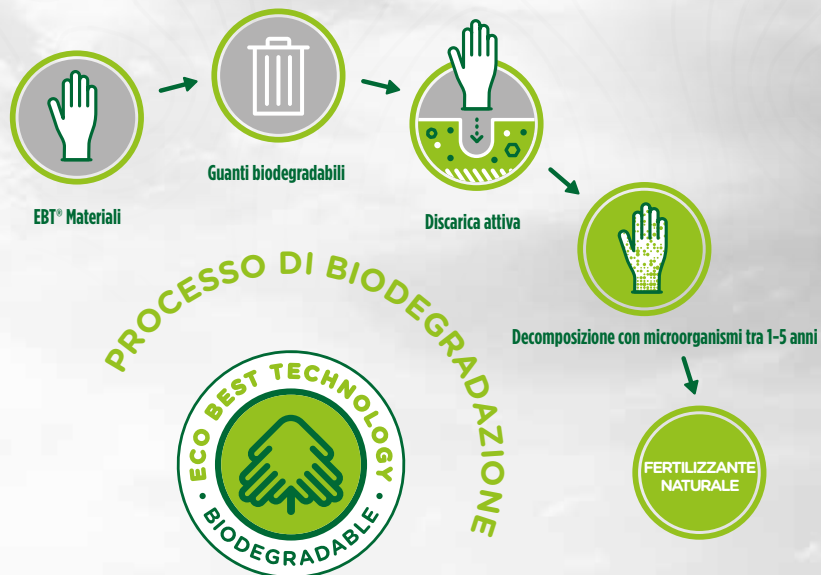 EBT® Materiali
Guanti biodegradabili
Discarica attiva
Decomposizione con microorganismi tra 1-5 anni
FERTILIZZANTE
NATURALE
PROCESSO DI BIODEGRADAZIONE
ECO BEST TECHNOLOGY
• BIODEGRADABLE •